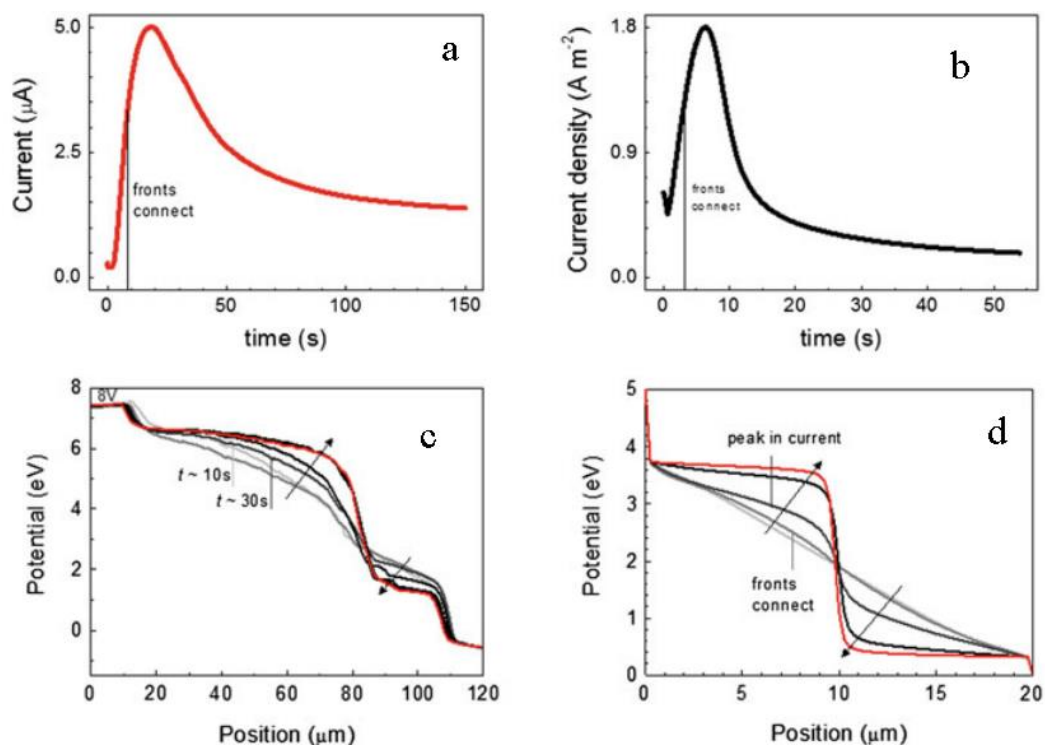 a
5.0
2.5
0.0
Current (μA)
fronts
connect
0 50 100 150
time (s)
b
1.8
0.9
0.0
Current density (A m⁻²)
fronts
connect
0 10 20 30 40 50
time (s)
c
8
6
4
2
0
8V
Potential (eV)
t ~ 10s
t ~ 30s
0 20 40 60 80 100 120
Position (μm)
d
5
4
3
2
1
0
Potential (eV)
peak in current
fronts
connect
0 5 10 15 20
Position (μm)